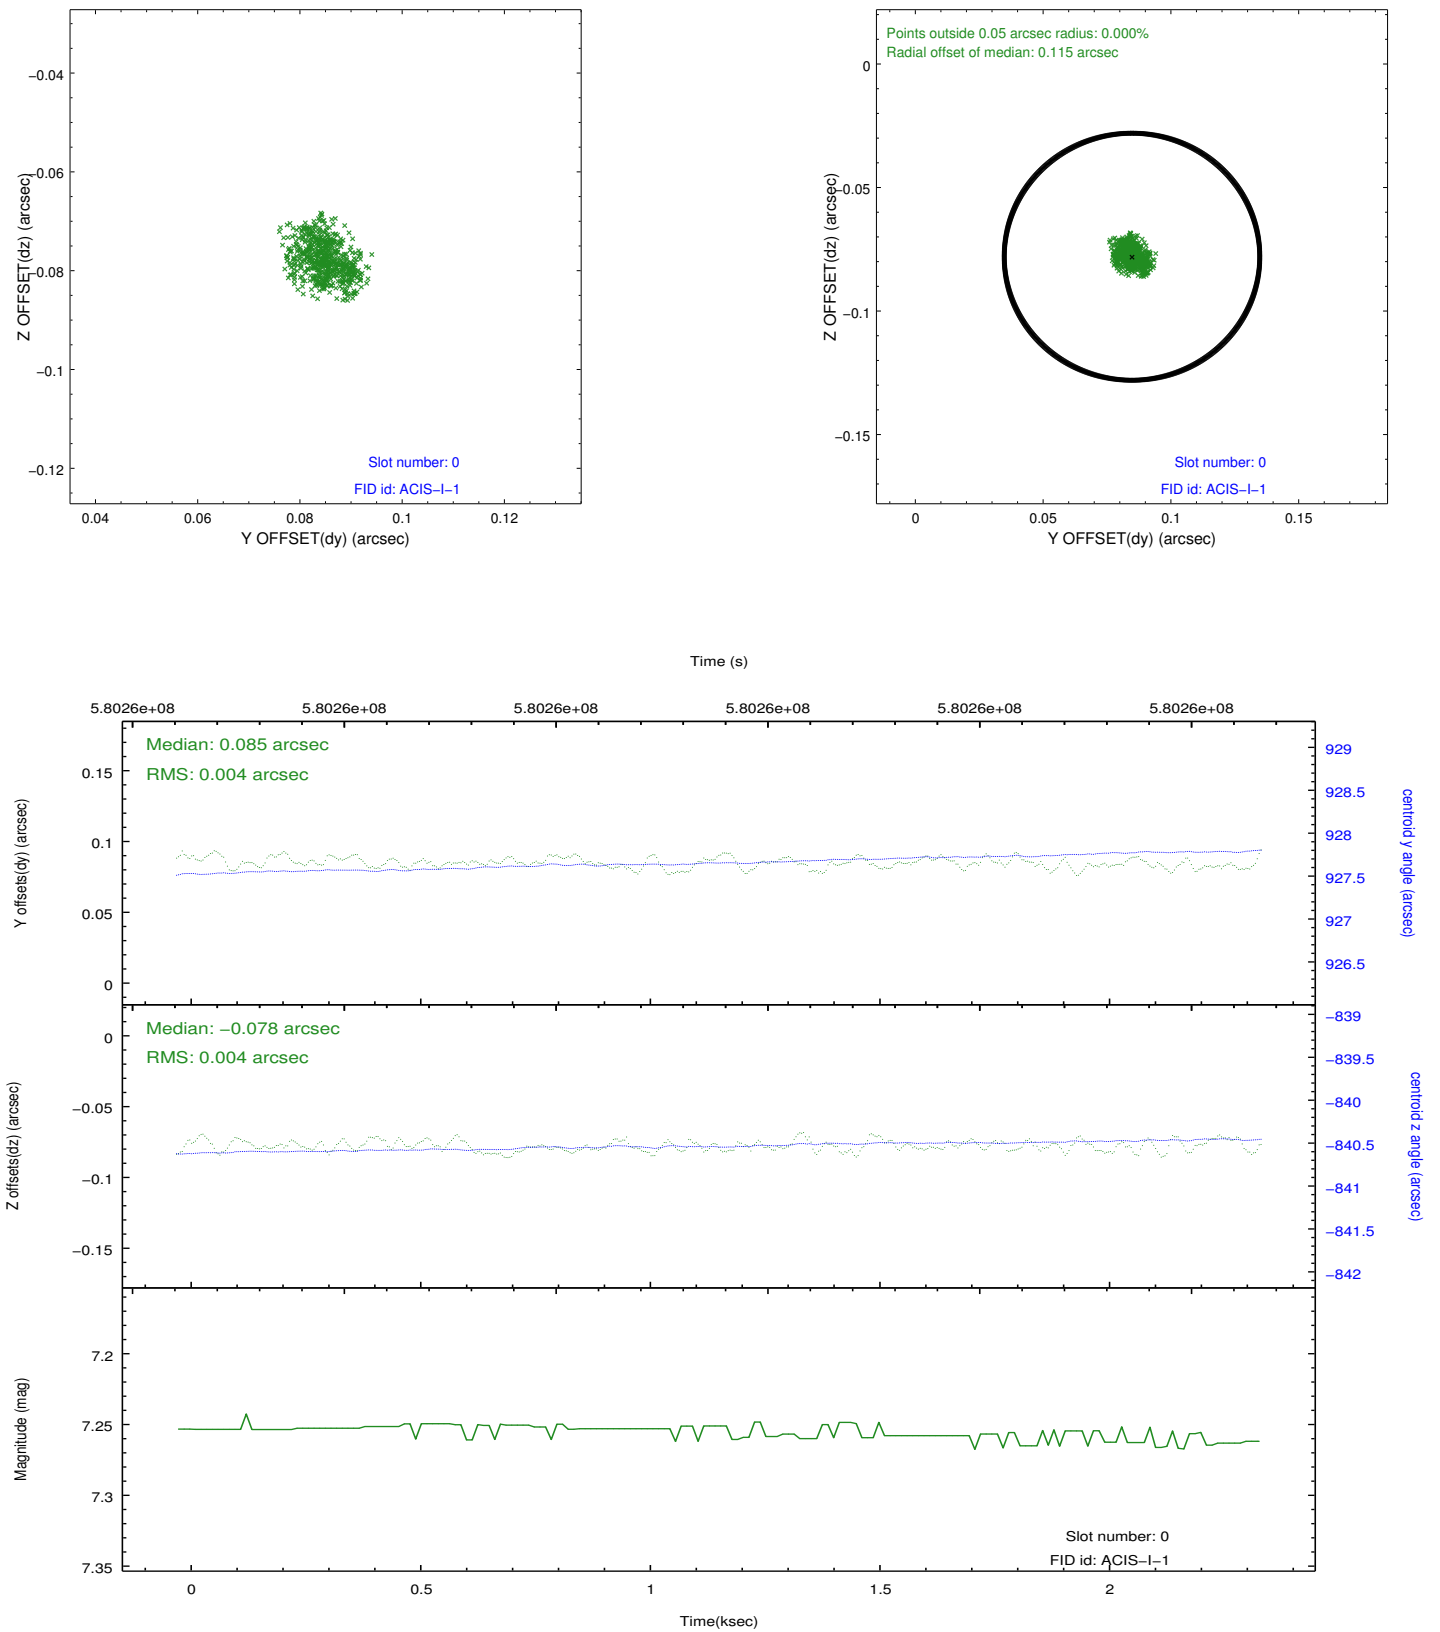 −0.04
−0.06
−0.08
−0.1
−0.12
Z OFFSET(dz) (arcsec)
Slot number: 0
FID id: ACIS−I−1
0.04 0.06 0.08 0.1 0.12
Y OFFSET(dy) (arcsec)
Points outside 0.05 arcsec radius: 0.000%
Radial offset of median: 0.115 arcsec
0
−0.05
−0.1
−0.15
Z OFFSET(dz) (arcsec)
Slot number: 0
FID id: ACIS−I−1
0 0.05 0.1 0.15
Y OFFSET(dy) (arcsec)
Time (s)
5.8026e+08 5.8026e+08 5.8026e+08 5.8026e+08 5.8026e+08 5.8026e+08
Median: 0.085 arcsec
RMS: 0.004 arcsec
0.15
0.1
0.05
0
Y offsets(dy) (arcsec)
929
928.5
928
927.5
927
926.5
centroid y angle (arcsec)
Median: −0.078 arcsec
RMS: 0.004 arcsec
0
−0.05
−0.1
−0.15
Z offsets(dz) (arcsec)
−839
−839.5
−840
−840.5
−841
−841.5
−842
centroid z angle (arcsec)
7.2
7.25
7.3
7.35
Magnitude (mag)
Slot number: 0
FID id: ACIS−I−1
0 0.5 1 1.5 2
Time(ksec)